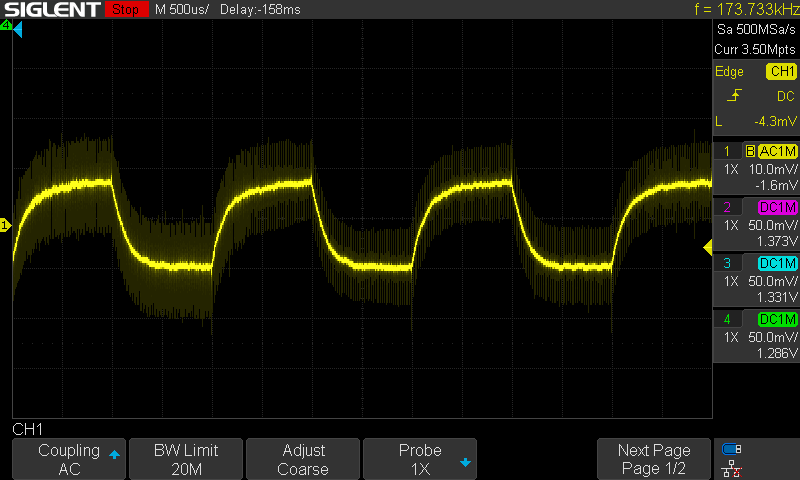 SIGLENT Stop M 500us/ Delay:-158ms f = 173.733kHz
Sa 500MSa/s
Curr 3.50Mpts
Edge CH1
DC
L -4.3mV
1 B AC1M
1X 10.0mV/
-1.6mV
2 DC1M
1X 50.0mV/
1.373V
3 DC1M
1X 50.0mV/
1.331V
4 DC1M
1X 50.0mV/
1.286V
4
1
CH1
Coupling BW Limit Adjust Probe Next Page
AC 20M Coarse 1X Page 1/2